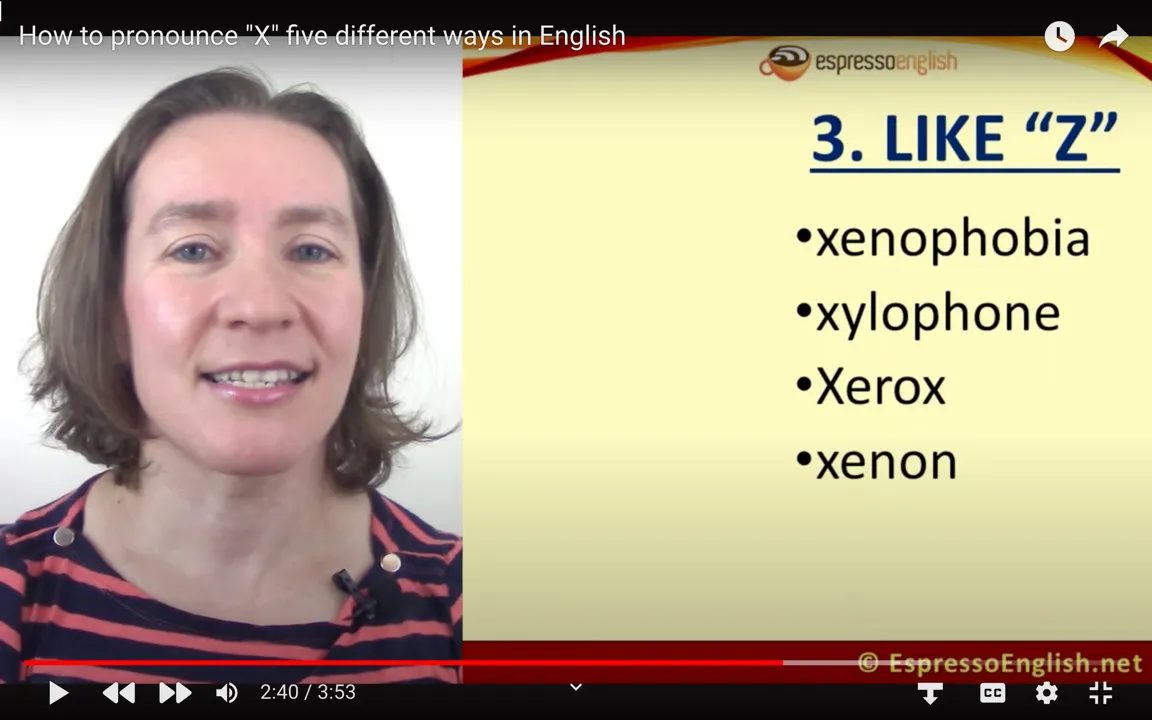 How to pronounce "X" five different ways in English
espressoenglish
3. LIKE “Z”
•xenophobia
•xylophone
•Xerox
•xenon
© EspressoEnglish.net
2:40 / 3:53
CC